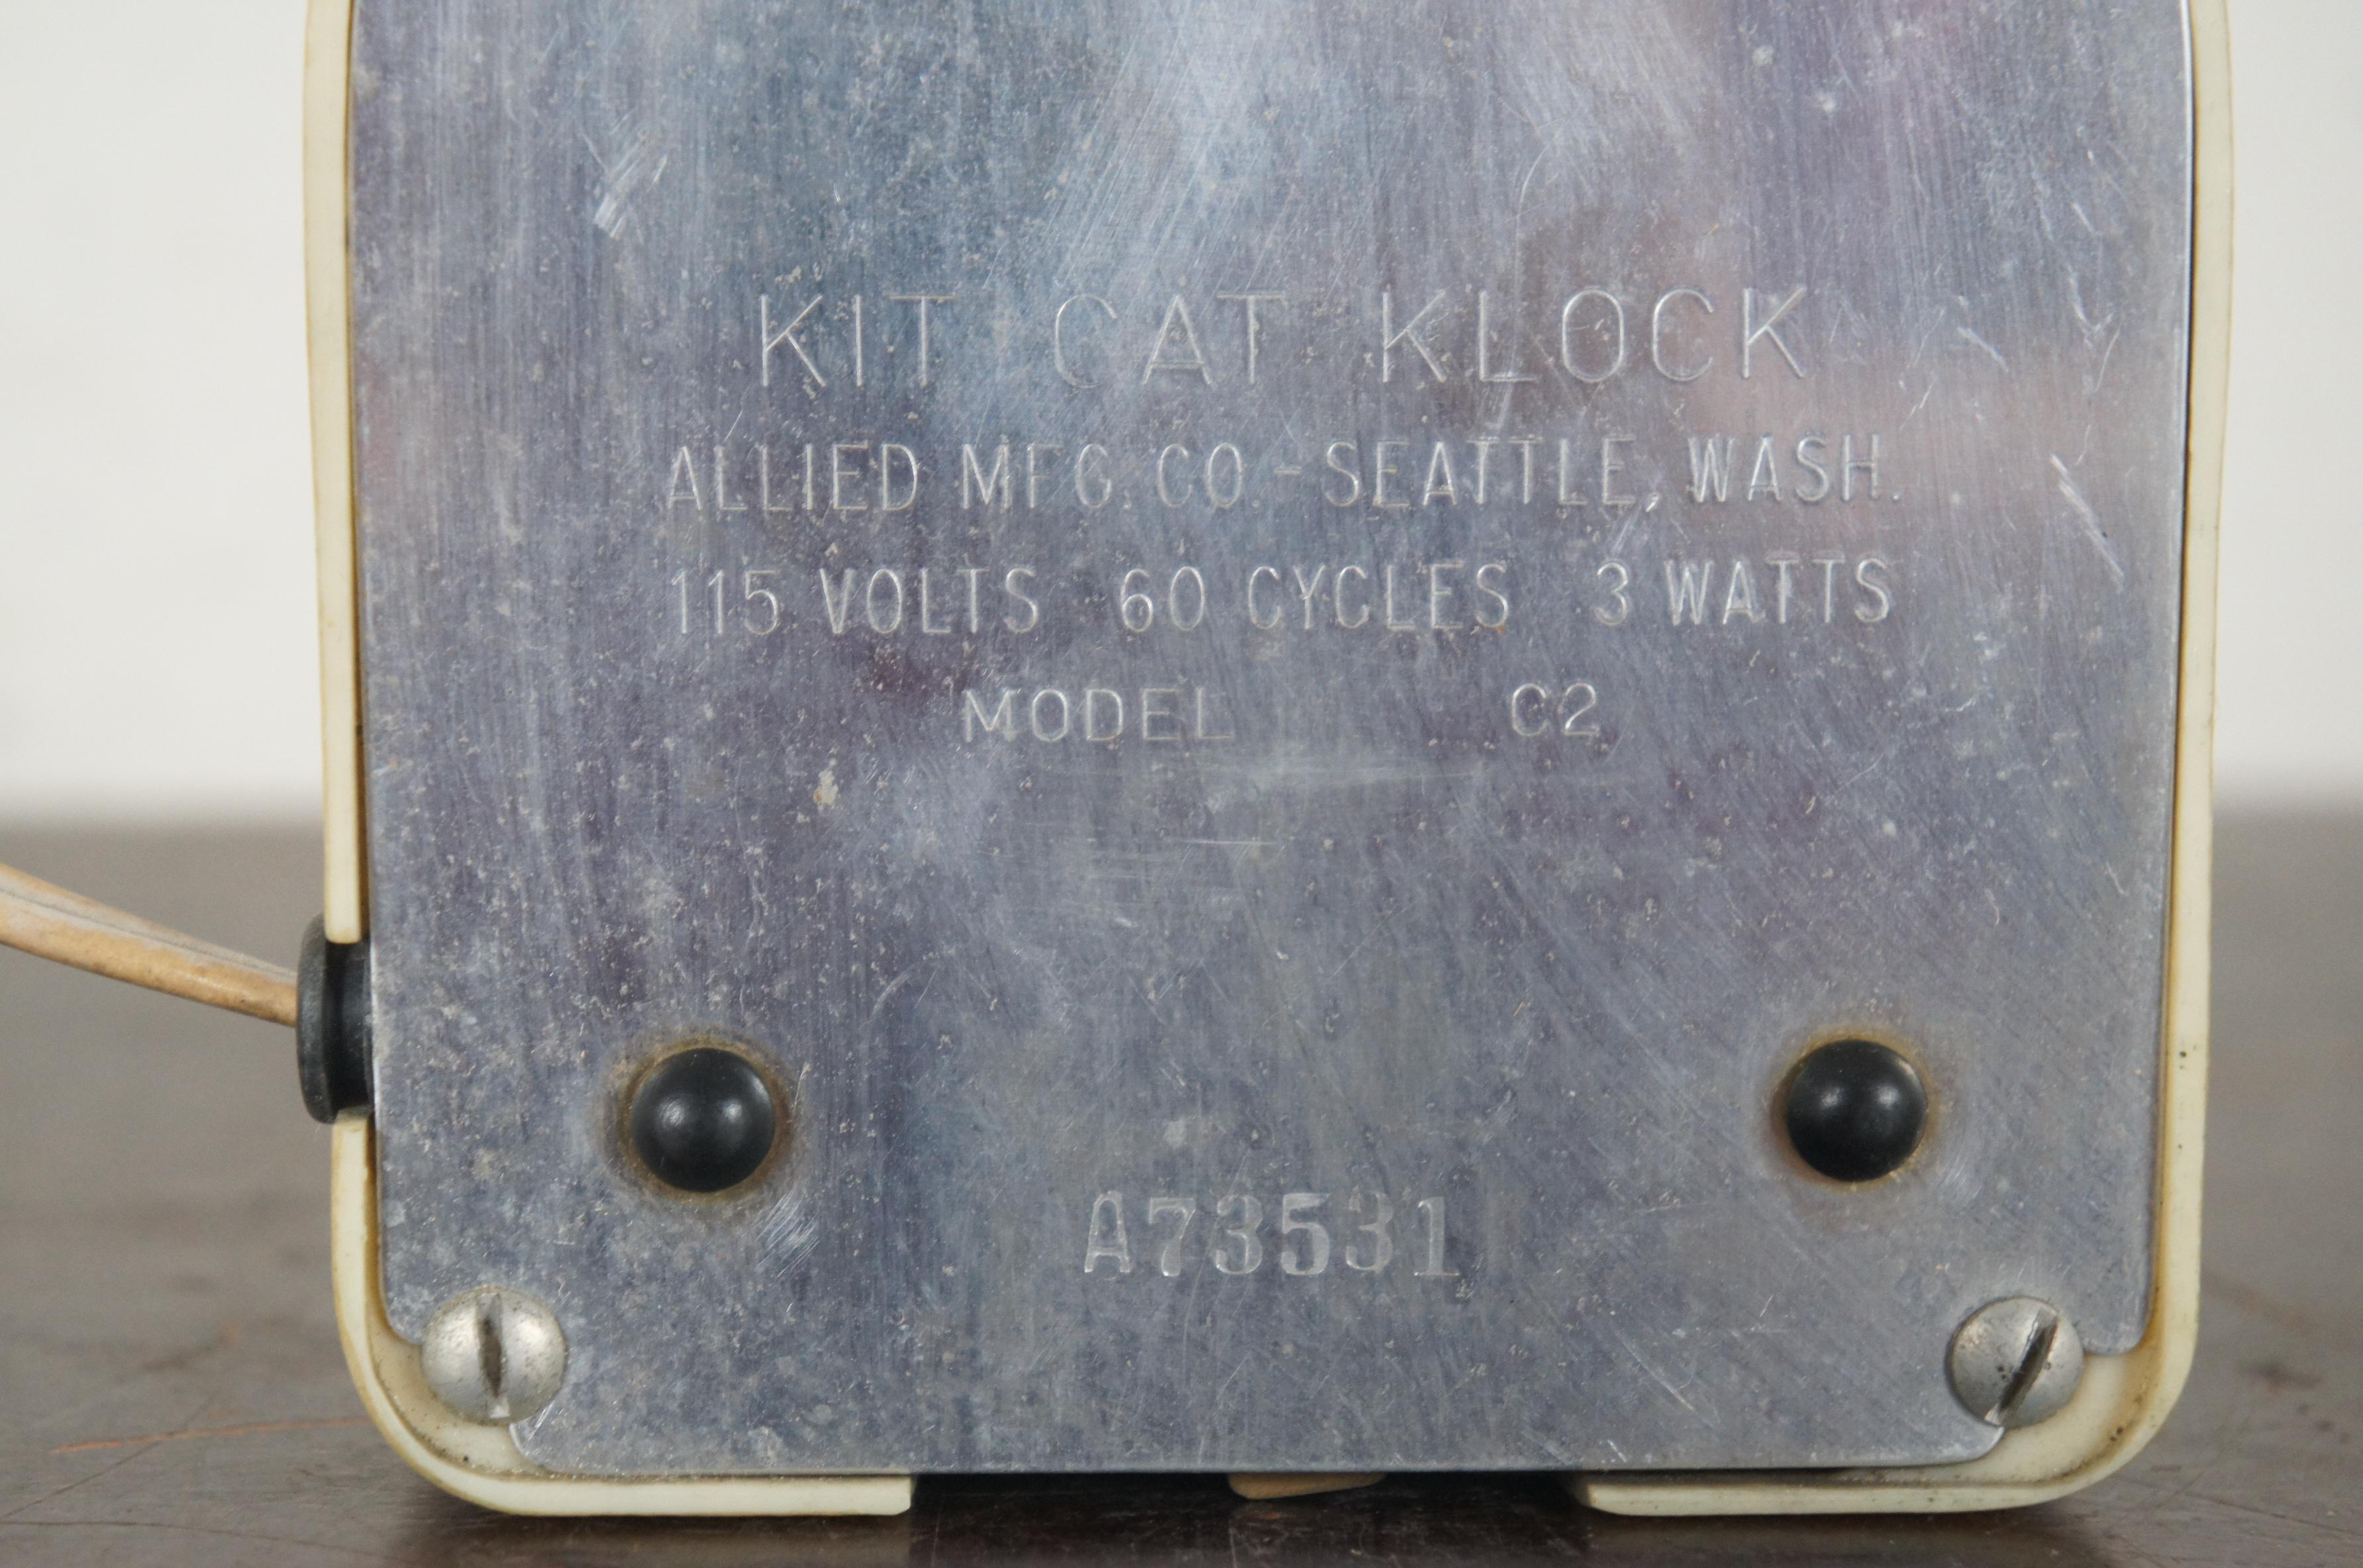 KIT CAT KLOCK
ALLIED MFG. CO. - SEATTLE, WASH.
115 VOLTS 60 CYCLES 3 WATTS
MODEL C2
A73531